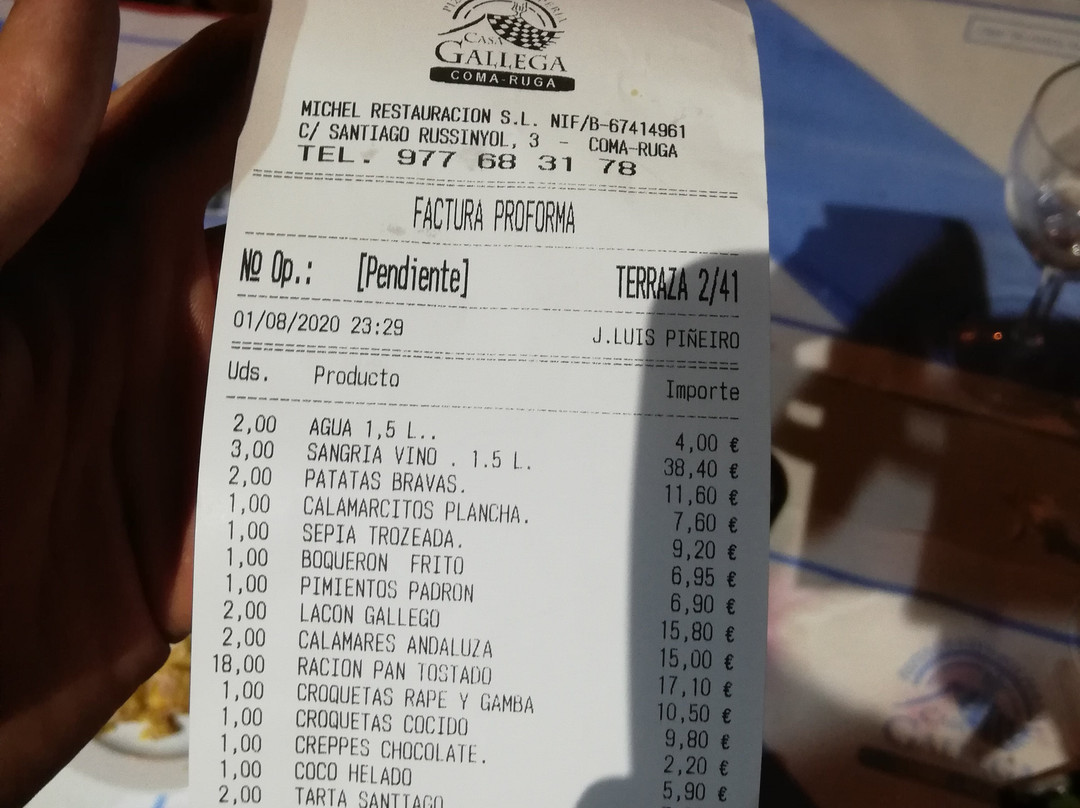 CASA
GALLEGA
COMA-RUGA
MICHEL RESTAURACION S.L. NIF/B-67414961
C/ SANTIAGO RUSSINYOL, 3 - COMA-RUGA
TEL. 977 68 31 78
FACTURA PROFORMA
Nº Op.: [Pendiente] TERRAZA 2/41
01/08/2020 23:29 J.LUIS PIÑEIRO
Uds. Producto Importe
2,00 AGUA 1,5 L.. 4,00 €
3,00 SANGRIA VINO . 1.5 L. 38,40 €
2,00 PATATAS BRAVAS. 11,60 €
1,00 CALAMARCITOS PLANCHA. 7,60 €
1,00 SEPIA TROZEADA. 9,20 €
1,00 BOQUERON FRITO 6,95 €
1,00 PIMIENTOS PADRON 6,90 €
2,00 LACON GALLEGO 15,80 €
2,00 CALAMARES ANDALUZA 15,00 €
18,00 RACION PAN TOSTADO 17,10 €
1,00 CROQUETAS RAPE Y GAMBA 10,50 €
1,00 CROQUETAS COCIDO 9,80 €
1,00 CREPPES CHOCOLATE. 2,20 €
1,00 COCO HELADO 5,90 €
2,00 TARTA SANTIAGO